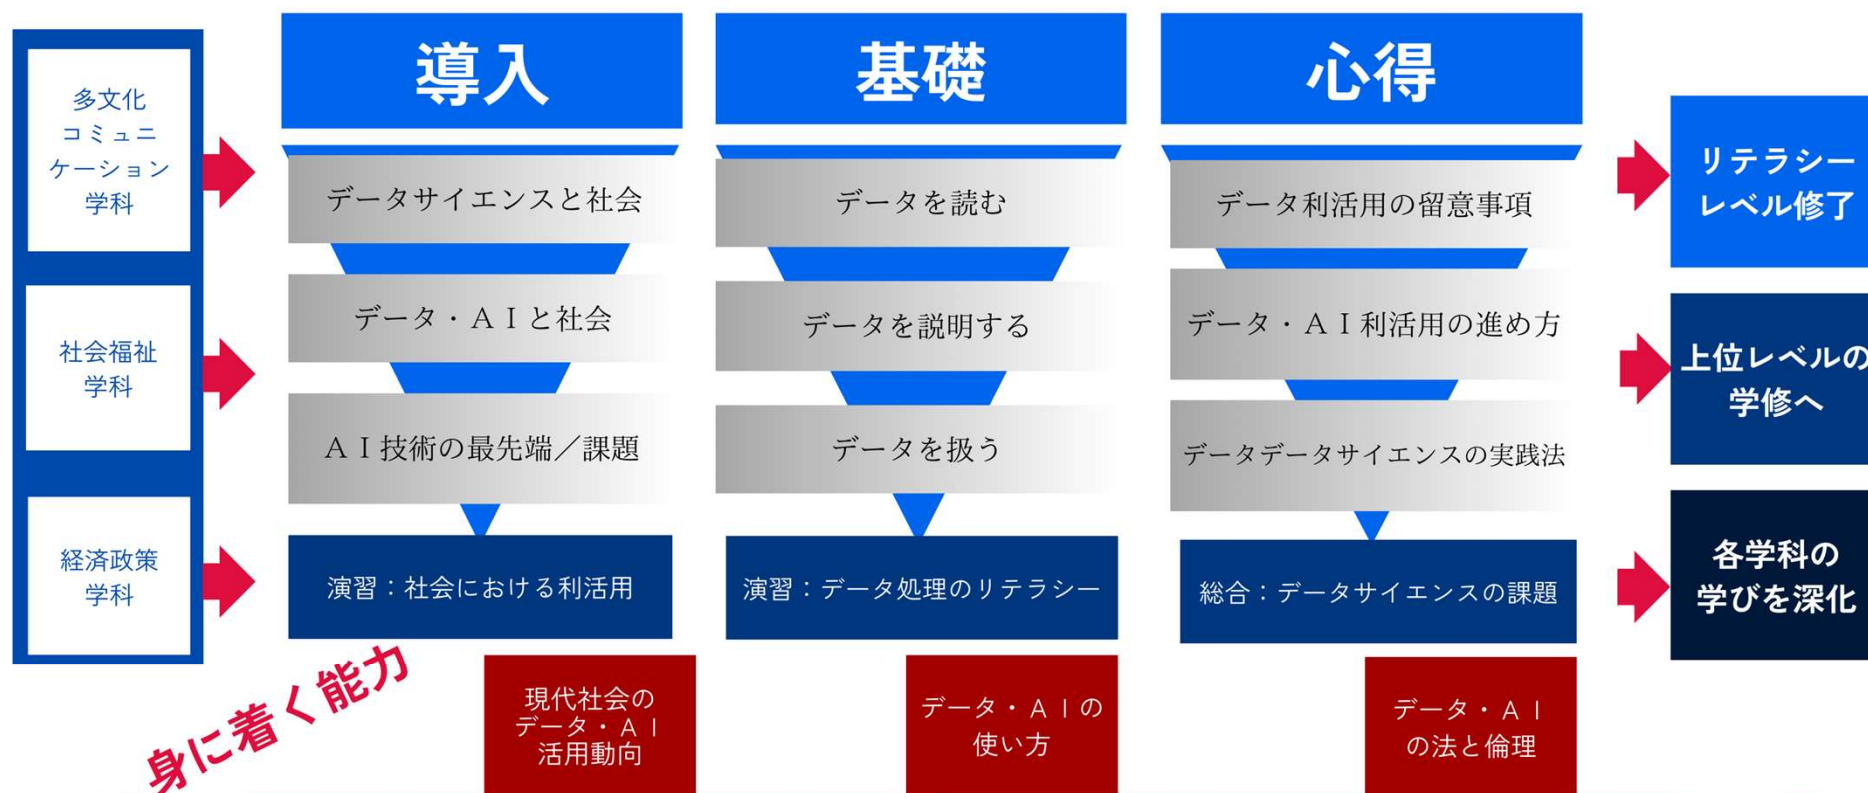 多文化
コミュニ
ケーション
学科
社会福祉
学科
経済政策
学科
導入
データサイエンスと社会
データ・ＡＩと社会
ＡＩ技術の最先端／課題
演習：社会における利活用
基礎
データを読む
データを説明する
データを扱う
演習：データ処理のリテラシー
心得
データ利活用の留意事項
データ・ＡＩ利活用の進め方
データデータサイエンスの実践法
総合：データサイエンスの課題
リテラシー
レベル修了
上位レベルの
学修へ
各学科の
学びを深化
身に着く能力
現代社会の
データ・ＡＩ
活用動向
データ・ＡＩの
使い方
データ・ＡＩ
の法と倫理